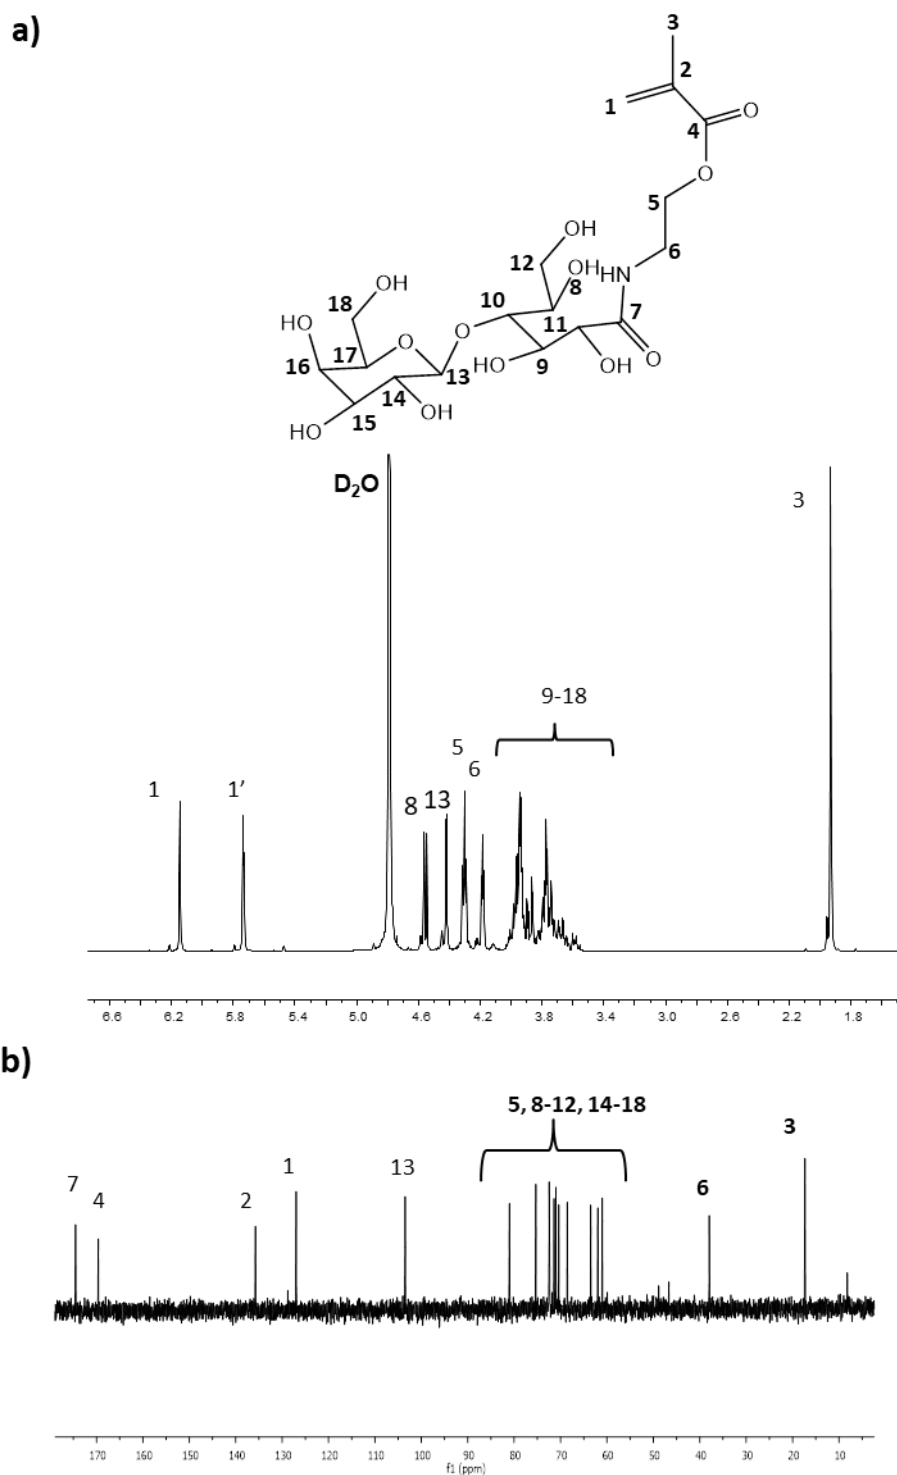 a)
3
2
1
O
4
O
5
OH
12
6
OH
HN
8
OH
18
10
7
HO
O
11
O
17
HO
9
OH
O
16
13
14
OH
HO
15
D2O
3
9-18
5
1
1’
6
8
13
6.6 6.2 5.8 5.4 5.0 4.6 4.2 3.8 3.4 3.0 2.6 2.2 1.8
b)
5, 8-12, 14-18
3
7
4
2
1
13
6
170 160 150 140 130 120 110 100 90 80 70 60 50 40 30 20 10
f1 (ppm)